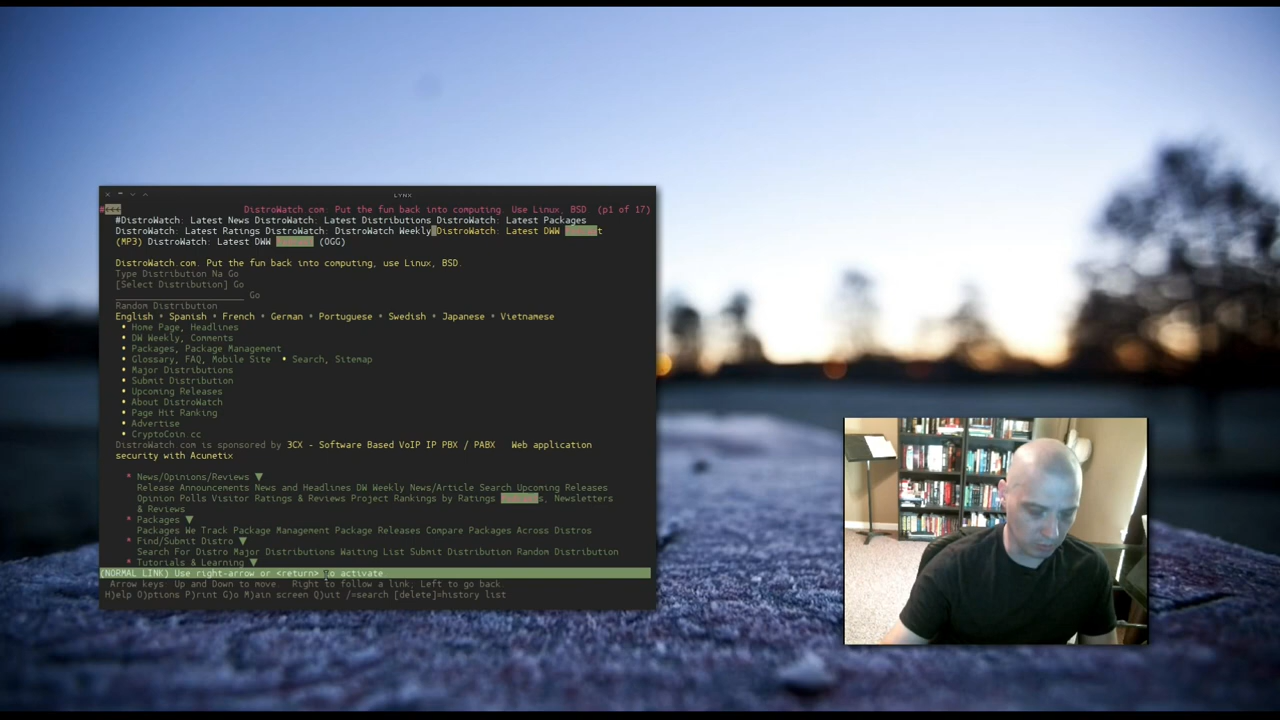 LYNX
#<<< DistroWatch.com: Put the fun back into computing. Use Linux, BSD. (p1 of 17)
#DistroWatch: Latest News DistroWatch: Latest Distributions DistroWatch: Latest Packages
DistroWatch: Latest Ratings DistroWatch: DistroWatch Weekly DistroWatch: Latest DWW
(MP3) DistroWatch: Latest DWW (OGG)
DistroWatch.com: Put the fun back into computing, use Linux, BSD.
Type Distribution Na Go
[Select Distribution] Go
Go
Random Distribution
English * Spanish * French * German * Portuguese * Swedish * Japanese * Vietnamese
• Home Page, Headlines
• DW Weekly, Comments
• Packages, Package Management
• Glossary, FAQ, Mobile Site • Search, Sitemap
• Major Distributions
• Submit Distribution
• Upcoming Releases
• About DistroWatch
• Page Hit Ranking
• Advertise
• CryptoCoin cc
DistroWatch.com is sponsored by 3CX - Software Based VoIP IP PBX / PABX Web application
security with Acunetix
* News/Opinions/Reviews ▼
Release Announcements News and Headlines DW Weekly News/Article Search Upcoming Releases
Opinion Polls Visitor Ratings & Reviews Project Rankings by Ratings Newsletters
& Reviews
* Packages ▼
Packages We Track Package Management Package Releases Compare Packages Across Distros
* Find/Submit Distro ▼
Search For Distro Major Distributions Waiting List Submit Distribution Random Distribution
* Tutorials & Learning ▼
(NORMAL LINK) Use right-arrow or <return> to activate
Arrow keys: Up and Down to move. Right to follow a link; Left to go back.
H)elp O)ptions P)rint G)o M)ain screen Q)uit /=search [delete]=history list